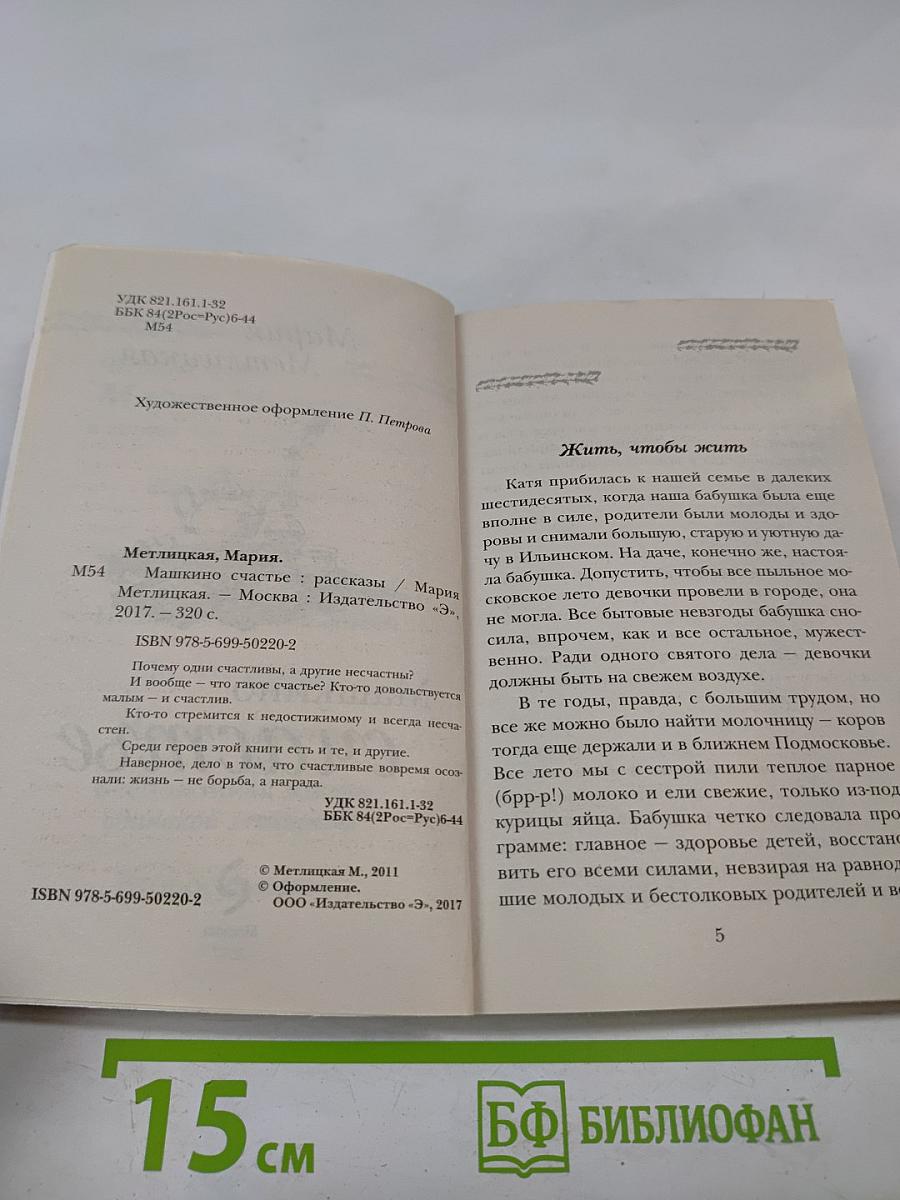 УДК 821.161.1-32
ББК 84(2Рос=Рус)6-44
М54
Художественное оформление П. Петрова
Метлицкая, Мария.
М54 Машкино счастье : рассказы / Мария
Метлицкая. — Москва : Издательство «Э»,
2017. — 320 с.
ISBN 978-5-699-50220-2
Почему одни счастливы, а другие несчастны?
И вообще — что такое счастье? Кто-то довольствуется
малым — и счастлив.
Кто-то стремится к недостижимому и всегда несча-
стен.
Среди героев этой книги есть и те, и другие.
Наверное, дело в том, что счастливые вовремя осоз-
нали: жизнь — не борьба, а награда.
УДК 821.161.1-32
ББК 84(2Рос=Рус)6-44
© Метлицкая М., 2011
© Оформление.
ООО «Издательство «Э», 2017
ISBN 978-5-699-50220-2
Жить, чтобы жить
Катя прибилась к нашей семье в далеких
шестидесятых, когда наша бабушка была еще
вполне в силе, родители были молоды и здо-
ровы и снимали большую, старую и уютную да-
чу в Ильинском. На даче, конечно же, настоя-
ла бабушка. Допустить, чтобы все пыльное мо-
сковское лето девочки провели в городе, она
не могла. Все бытовые невзгоды бабушка сно-
сила, впрочем, как и все остальное, мужест-
венно. Ради одного святого дела — девочки
должны быть на свежем воздухе.
В те годы, правда, с большим трудом, но
все же можно было найти молочницу — коров
тогда еще держали и в ближнем Подмосковье.
Все лето мы с сестрой пили теплое парное
(брр-р!) молоко и ели свежие, только из-под
курицы яйца. Бабушка четко следовала про
грамме: главное — здоровье детей, восстано
вить его всеми силами, невзирая на равнод
шие молодых и бестолковых родителей и во
5
15 см
БФ БИБЛИОФАН